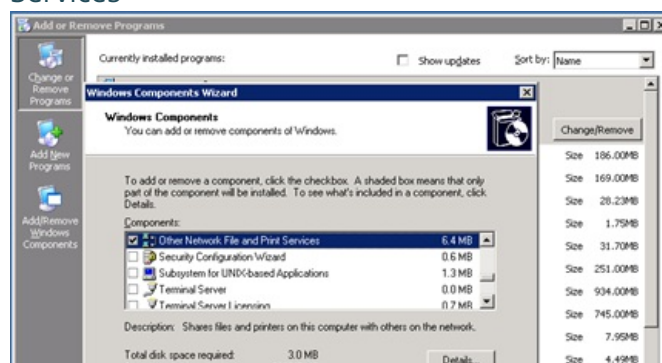 Services
Add or Remove Programs
Currently installed programs:
Show updates
Sort by: Name
Change or
Remove
Programs
Windows Components Wizard
Windows Components
You can add or remove components of Windows.
Change/Remove
Add New
Programs
Size 186.00MB
Size 169.00MB
To add or remove a component, click the checkbox. A shaded box means that only
part of the component will be installed. To see what's included in a component, click
Details.
Size 28.23MB
Add/Remove
Windows
Components
Components:
Size 1.75MB
Other Network File and Print Services 6.4 MB
Size 31.70MB
Security Configuration Wizard 0.6 MB
Subsystem for UNIX-based Applications 1.3 MB
Size 251.00MB
Terminal Server 0.0 MB
Size 934.00MB
Terminal Server Licensing 0.7 MB
Size 745.00MB
Description: Shares files and printers on this computer with others on the network.
Size 7.95MB
Total disk space required: 3.0 MB
Details...
Size 4.49MB